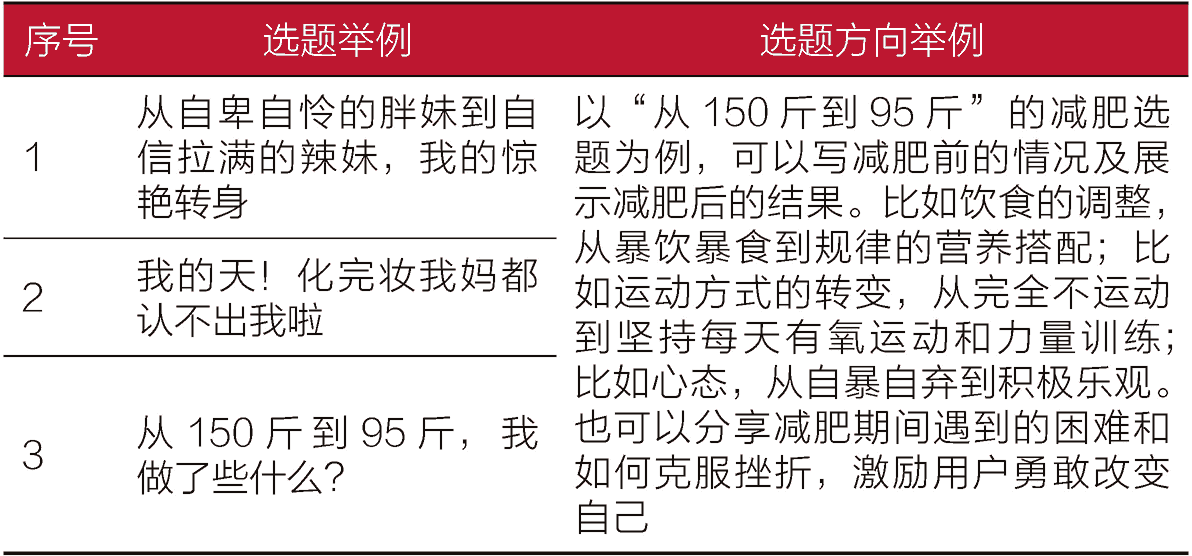 序号 选题举例 选题方向举例
1
从自卑自怜的胖妹到自
信拉满的辣妹，我的惊
艳转身
2
我的天！化完妆我妈都
认不出我啦
3
从 150 斤到 95 斤，我
做了些什么？
以“从 150 斤到 95 斤”的减肥选
题为例，可以写减肥前的情况及展
示减肥后的结果。比如饮食的调整，
从暴饮暴食到规律的营养搭配；比
如运动方式的转变，从完全不运动
到坚持每天有氧运动和力量训练；
比如心态，从自暴自弃到积极乐观。
也可以分享减肥期间遇到的困难和
如何克服挫折，激励用户勇敢改变
自己